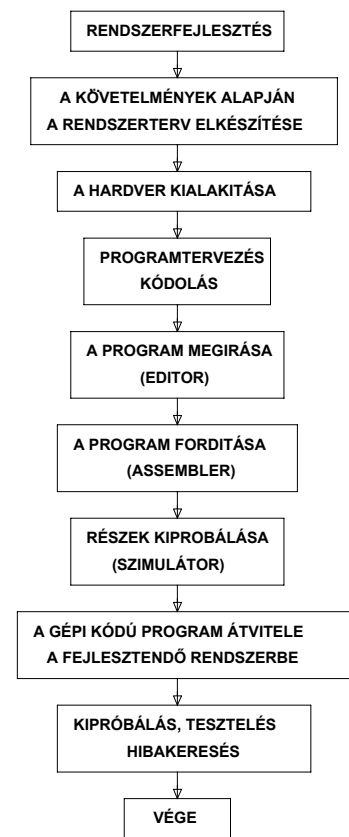 RENDSZERFEJLESZTÉS
A KÖVETELMÉNYEK ALAPJÁN
A RENDSZERTERV ELKÉSZÍTÉSE
A HARDVER KIALAKITÁSA
PROGRAMTERVEZÉS
KÓDOLÁS
A PROGRAM MEGIRÁSA
(EDITOR)
A PROGRAM FORDITÁSA
(ASSEMBLER)
RÉSZEK KIPROBÁLÁSA
(SZIMULÁTOR)
A GÉPI KÓDÚ PROGRAM ÁTVITELE
A FEJLESZTENDŐ RENDSZERBE
KIPRÓBÁLÁS, TESZTELÉS
HIBAKERESÉS
VÉGE